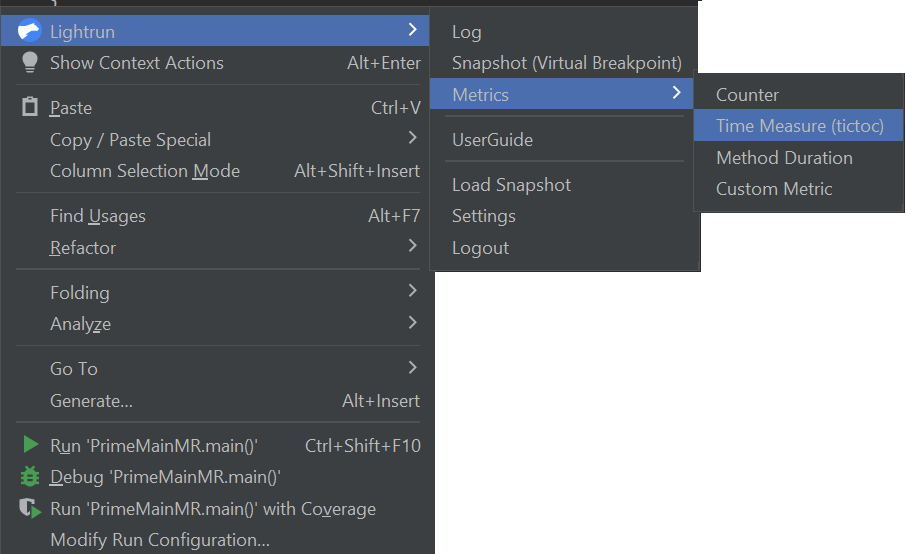 Lightrun
Show Context Actions Alt+Enter
Paste Ctrl+V
Copy / Paste Special
Column Selection Mode Alt+Shift+Insert
Find Usages Alt+F7
Refactor
Folding
Analyze
Go To
Generate... Alt+Insert
Run 'PrimeMainMR.main()' Ctrl+Shift+F10
Debug 'PrimeMainMR.main()'
Run 'PrimeMainMR.main()' with Coverage
Modify Run Configuration...
Log
Snapshot (Virtual Breakpoint)
Metrics
UserGuide
Load Snapshot
Settings
Logout
Counter
Time Measure (tictoc)
Method Duration
Custom Metric